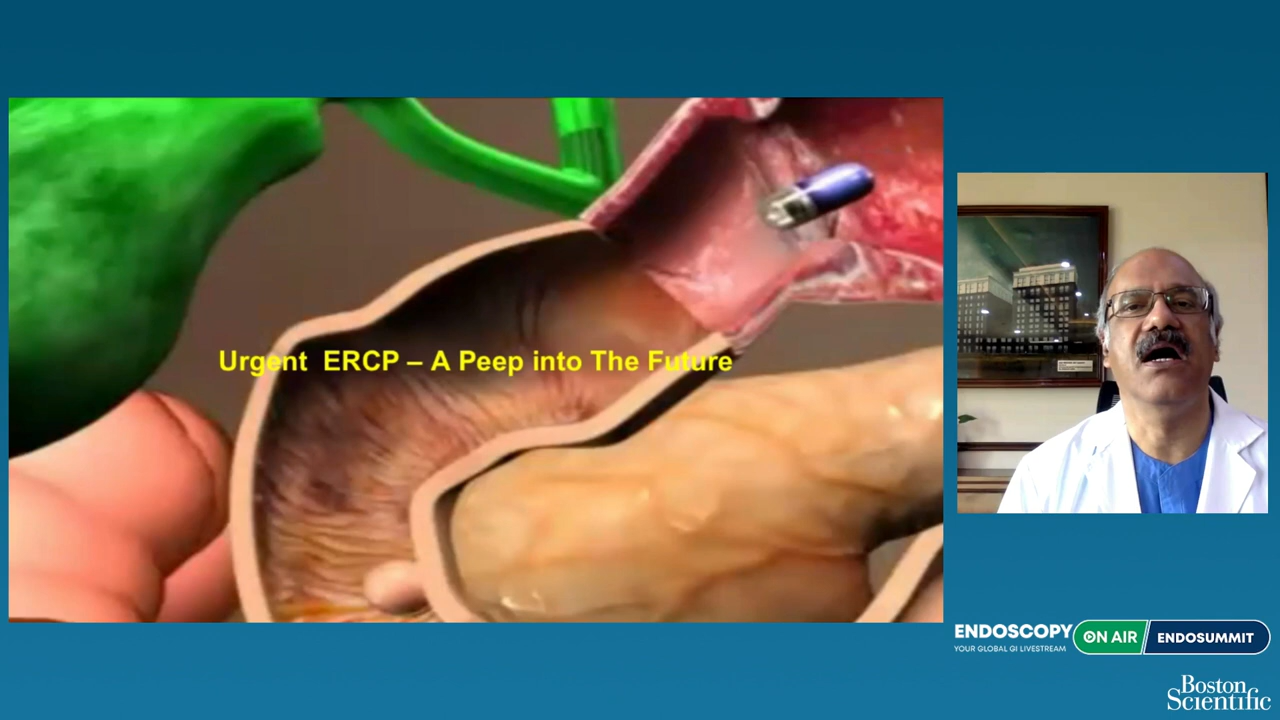 Urgent ERCP – A Peep into The Future
ENDOSCOPY
YOUR GLOBAL GI LIVESTREAM
ON AIR
ENDOSUMMIT
Boston
Scientific